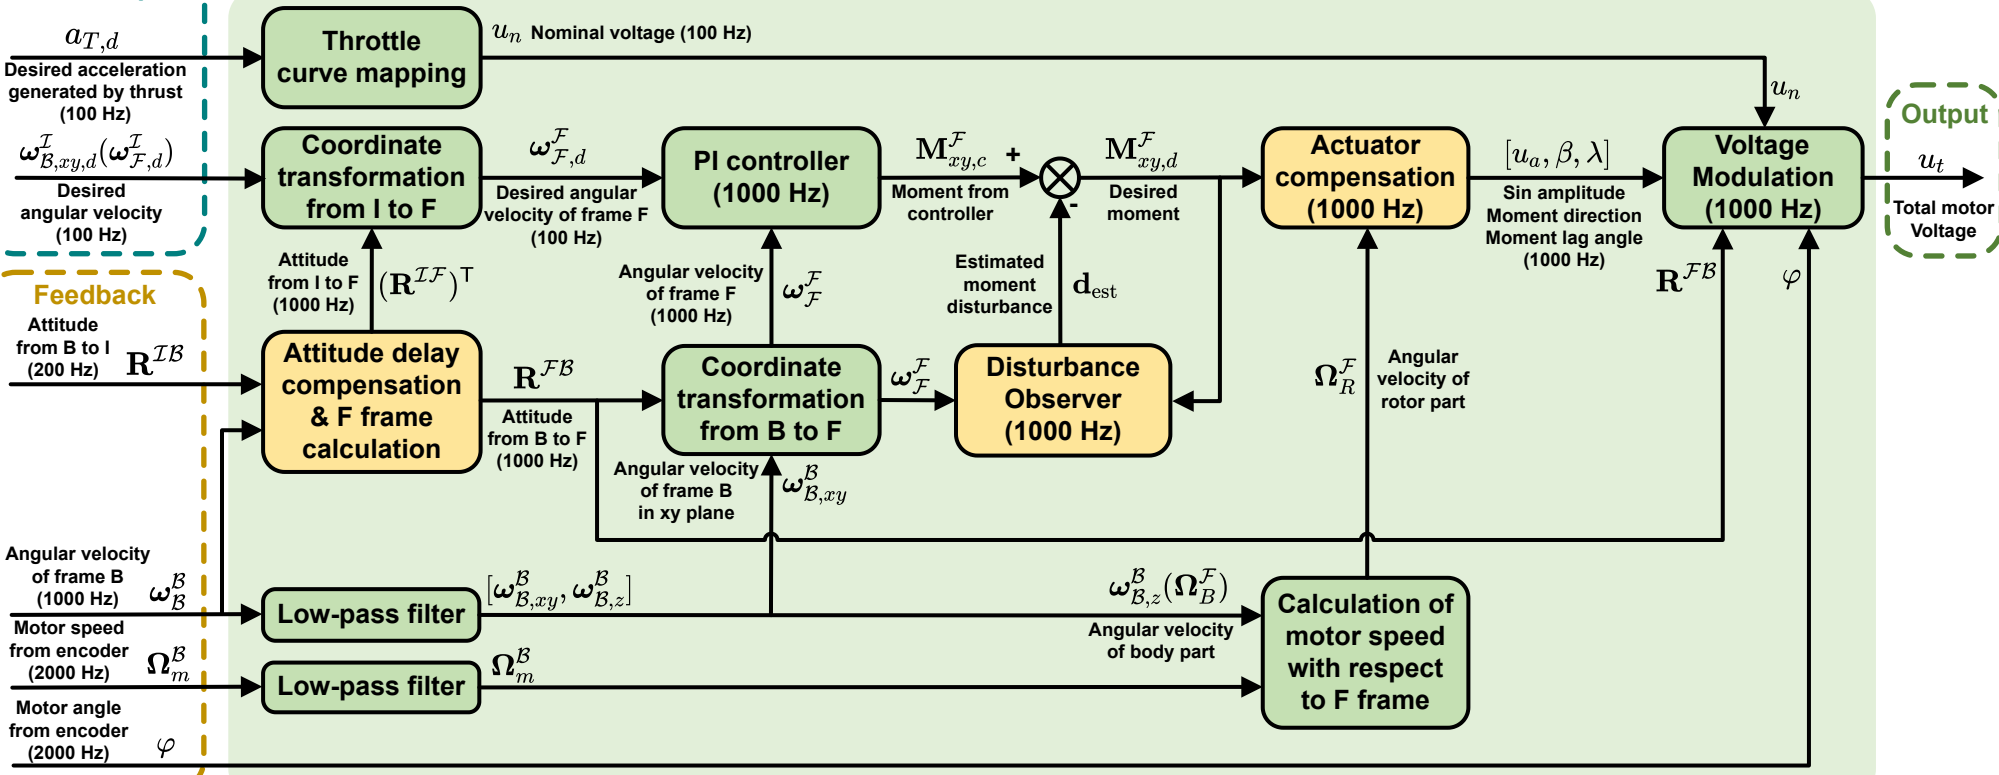 a_{T,d}
Desired acceleration
generated by thrust
(100 Hz)
ω^I_{B,xy,d}(ω^I_{F,d})
Desired
angular velocity
(100 Hz)
Feedback
Attitude
from B to I
(200 Hz)
R^{IB}
Angular velocity
of frame B
(1000 Hz)
ω^B_B
Motor speed
from encoder
(2000 Hz)
Ω^B_m
Motor angle
from encoder
(2000 Hz)
φ
Throttle
curve mapping
u_n Nominal voltage (100 Hz)
u_n
Coordinate
transformation
from I to F
ω^F_{F,d}
Desired angular
velocity of frame F
(100 Hz)
PI controller
(1000 Hz)
M^F_{xy,c}
Moment from
controller
+
-
M^F_{xy,d}
Desired
moment
Actuator
compensation
(1000 Hz)
[u_a, β, λ]
Sin amplitude
Moment direction
Moment lag angle
(1000 Hz)
Voltage
Modulation
(1000 Hz)
Output
u_t
Total motor
Voltage
Attitude
from I to F
(1000 Hz)
(R^{IF})^T
Angular velocity
of frame F
(1000 Hz)
ω^F_F
Estimated
moment
disturbance
d_est
R^{FB}
φ
Attitude delay
compensation
& F frame
calculation
R^{FB}
Attitude
from B to F
(1000 Hz)
Coordinate
transformation
from B to F
ω^F_F
Disturbance
Observer
(1000 Hz)
Ω^F_R
Angular
velocity of
rotor part
Angular velocity
of frame B
in xy plane
ω^B_{B,xy}
Low-pass filter
[ω^B_{B,xy}, ω^B_{B,z}]
ω^B_{B,z}(Ω^F_B)
Angular velocity
of body part
Low-pass filter
Ω^B_m
Calculation of
motor speed
with respect
to F frame